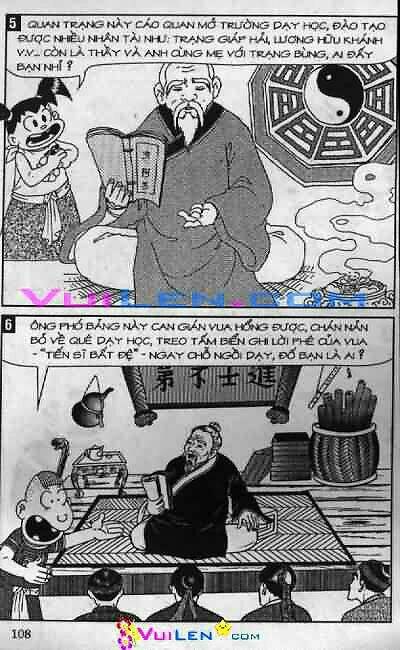 5
QUAN TRẠNG NÀY CÁO QUAN MỞ TRƯỜNG DẠY HỌC, ĐÀO TẠO
ĐƯỢC NHIỀU NHÂN TÀI NHƯ: TRẠNG GIÁP HẢI, LƯƠNG HỮU KHÁNH
V.V... CÒN LÀ THẦY VÀ ANH CÙNG MẸ VỚI TRẠNG BÙNG, AI ĐẤY
BẠN NHỈ?
VUILEN.com
6
ÔNG PHÓ BẢNG NÀY CAN GIÁN VUA HỔNG ĐƯỢC, CHÁN NẢN
BỎ VỀ QUÊ DẠY HỌC, TREO TẤM BIỂN GHI LỜI PHÊ CỦA VUA
- "TIẾN SĨ BẤT ĐỆ" - NGAY CHỖ NGỒI DẠY, ĐỐ BẠN LÀ AI?
第不士進
108
VUILEN.com